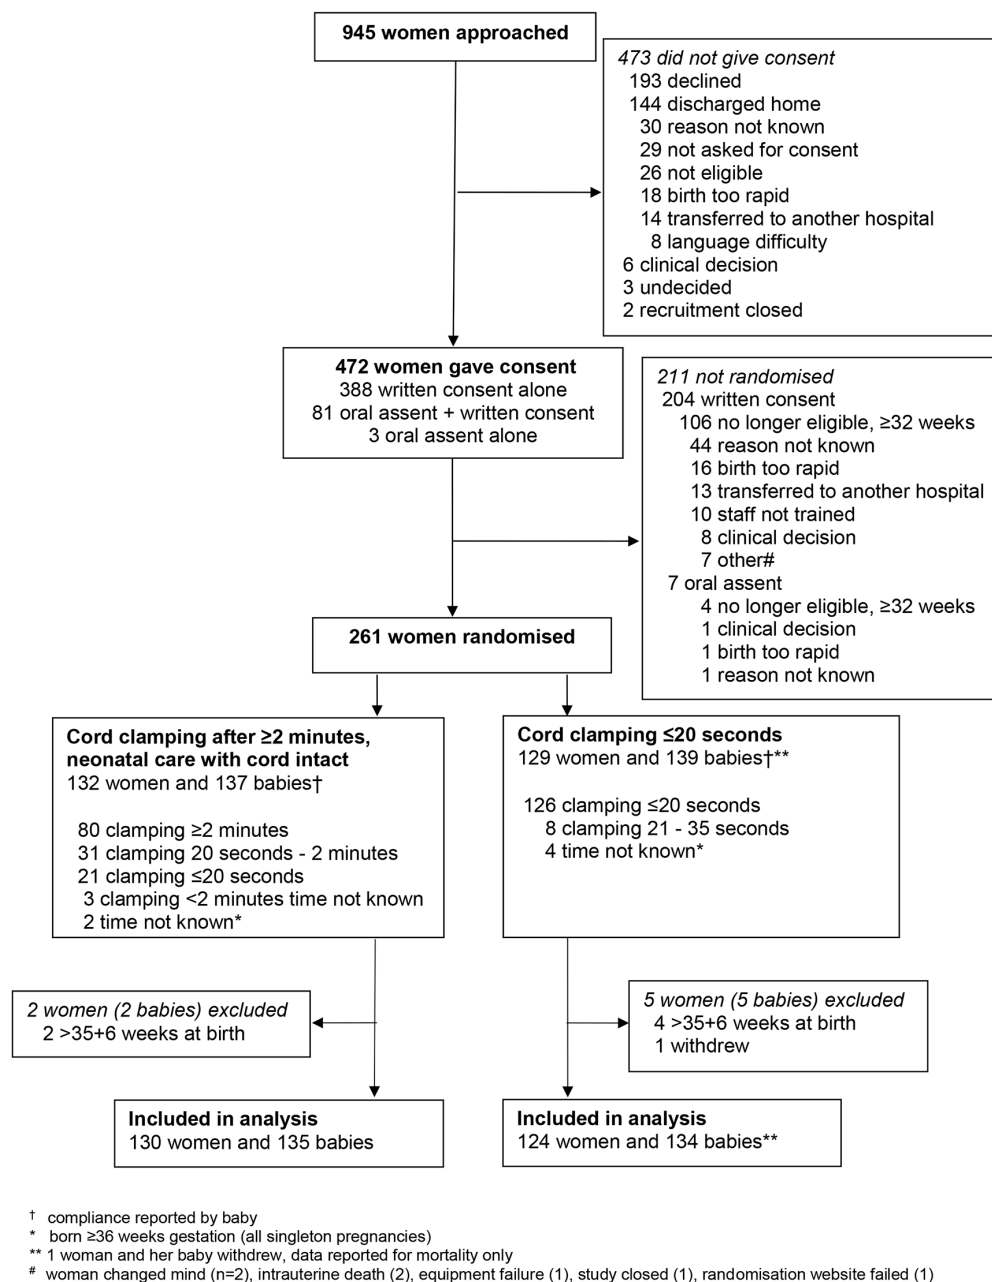 945 women approached
473 did not give consent
193 declined
144 discharged home
30 reason not known
29 not asked for consent
26 not eligible
18 birth too rapid
14 transferred to another hospital
8 language difficulty
6 clinical decision
3 undecided
2 recruitment closed
472 women gave consent
388 written consent alone
81 oral assent + written consent
3 oral assent alone
211 not randomised
204 written consent
106 no longer eligible, ≥32 weeks
44 reason not known
16 birth too rapid
13 transferred to another hospital
10 staff not trained
8 clinical decision
7 other#
7 oral assent
4 no longer eligible, ≥32 weeks
1 clinical decision
1 birth too rapid
1 reason not known
261 women randomised
Cord clamping after ≥2 minutes,
neonatal care with cord intact
132 women and 137 babies†
80 clamping ≥2 minutes
31 clamping 20 seconds - 2 minutes
21 clamping ≤20 seconds
3 clamping <2 minutes time not known
2 time not known*
Cord clamping ≤20 seconds
129 women and 139 babies†**
126 clamping ≤20 seconds
8 clamping 21 - 35 seconds
4 time not known*
2 women (2 babies) excluded
2 >35+6 weeks at birth
5 women (5 babies) excluded
4 >35+6 weeks at birth
1 withdrew
Included in analysis
130 women and 135 babies
Included in analysis
124 women and 134 babies**
† compliance reported by baby
* born ≥36 weeks gestation (all singleton pregnancies)
** 1 woman and her baby withdrew, data reported for mortality only
# woman changed mind (n=2), intrauterine death (2), equipment failure (1), study closed (1), randomisation website failed (1)